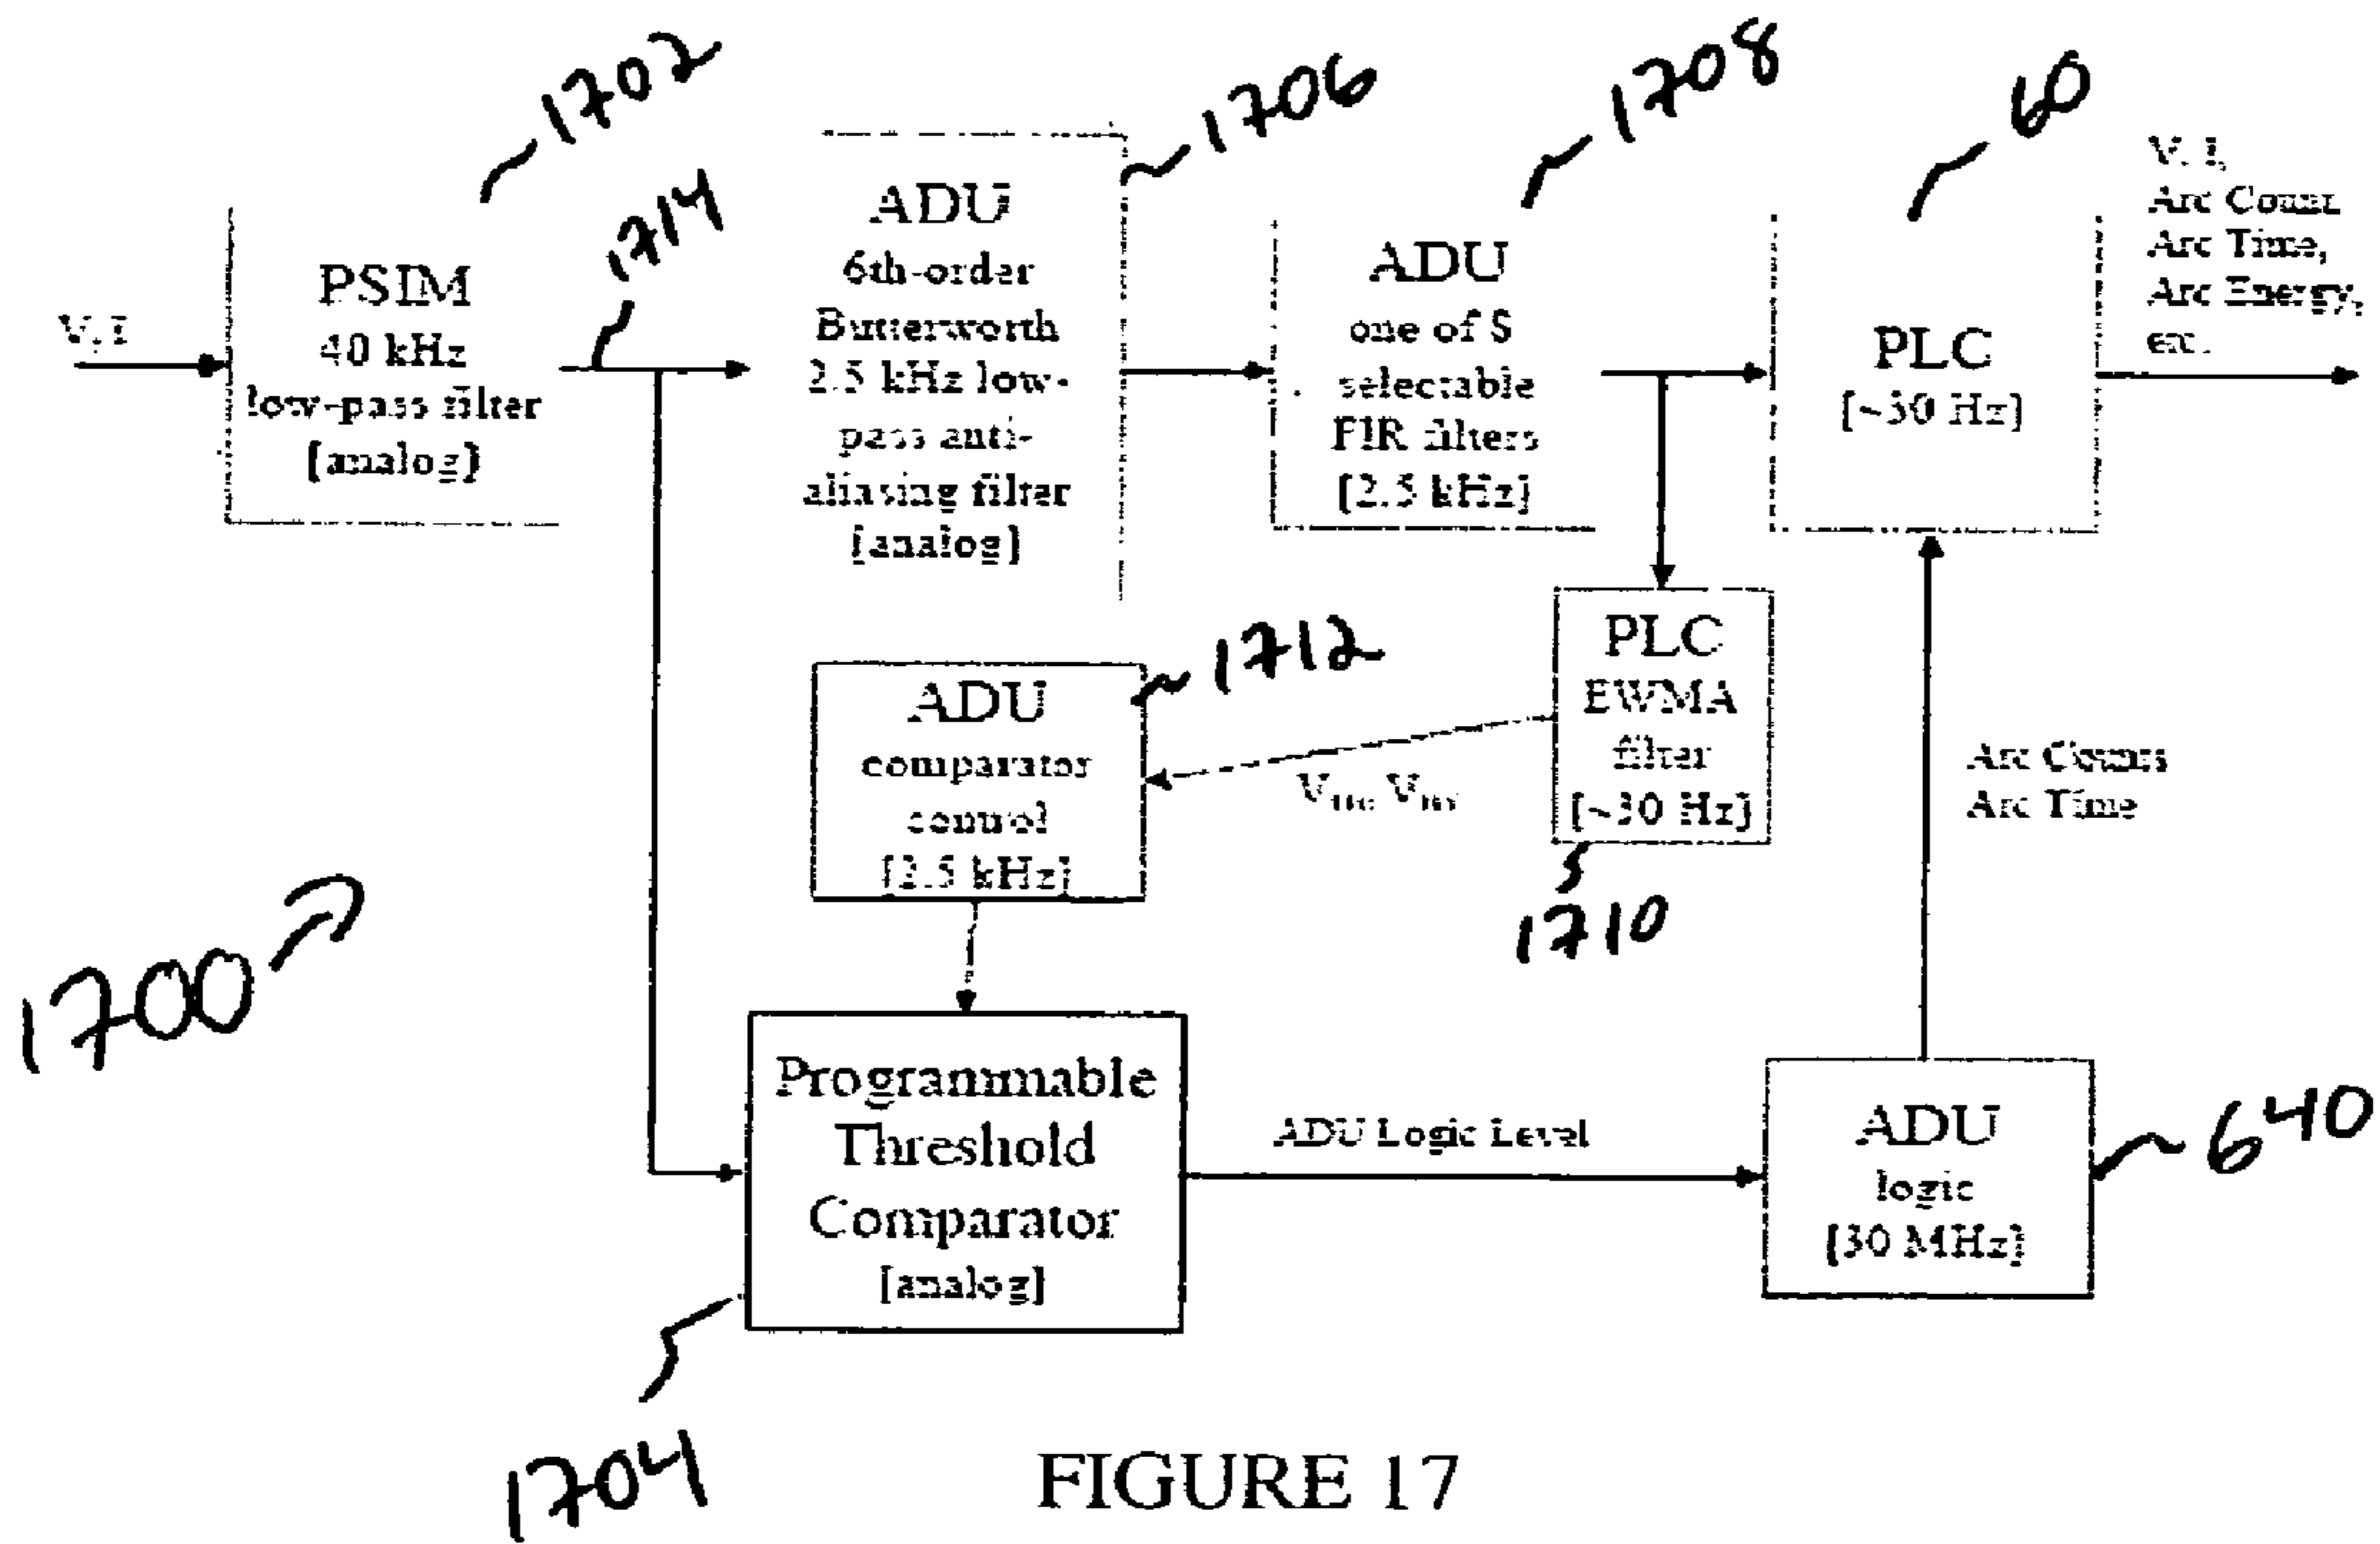 1702
1706
1708
60
1714
V, I
PSIM
40 kHz
low-pass filter
[analog]
ADU
6th-order
Butterworth
2.5 kHz low-
pass anti-
aliasing filter
[analog]
ADU
one of 8
selectable
FIR filters
[2.5 kHz]
PLC
[~30 Hz]
V, I,
Arc Count,
Arc Time,
Arc Energy,
etc.
1712
ADU
comparator
control
[2.5 kHz]
PLC
EWMA
filter
[~30 Hz]
1710
Arc Counts
Arc Time
1700
Programmable
Threshold
Comparator
[analog]
ADU Logic Level
ADU
logic
[30 MHz]
640
1704
FIGURE 17